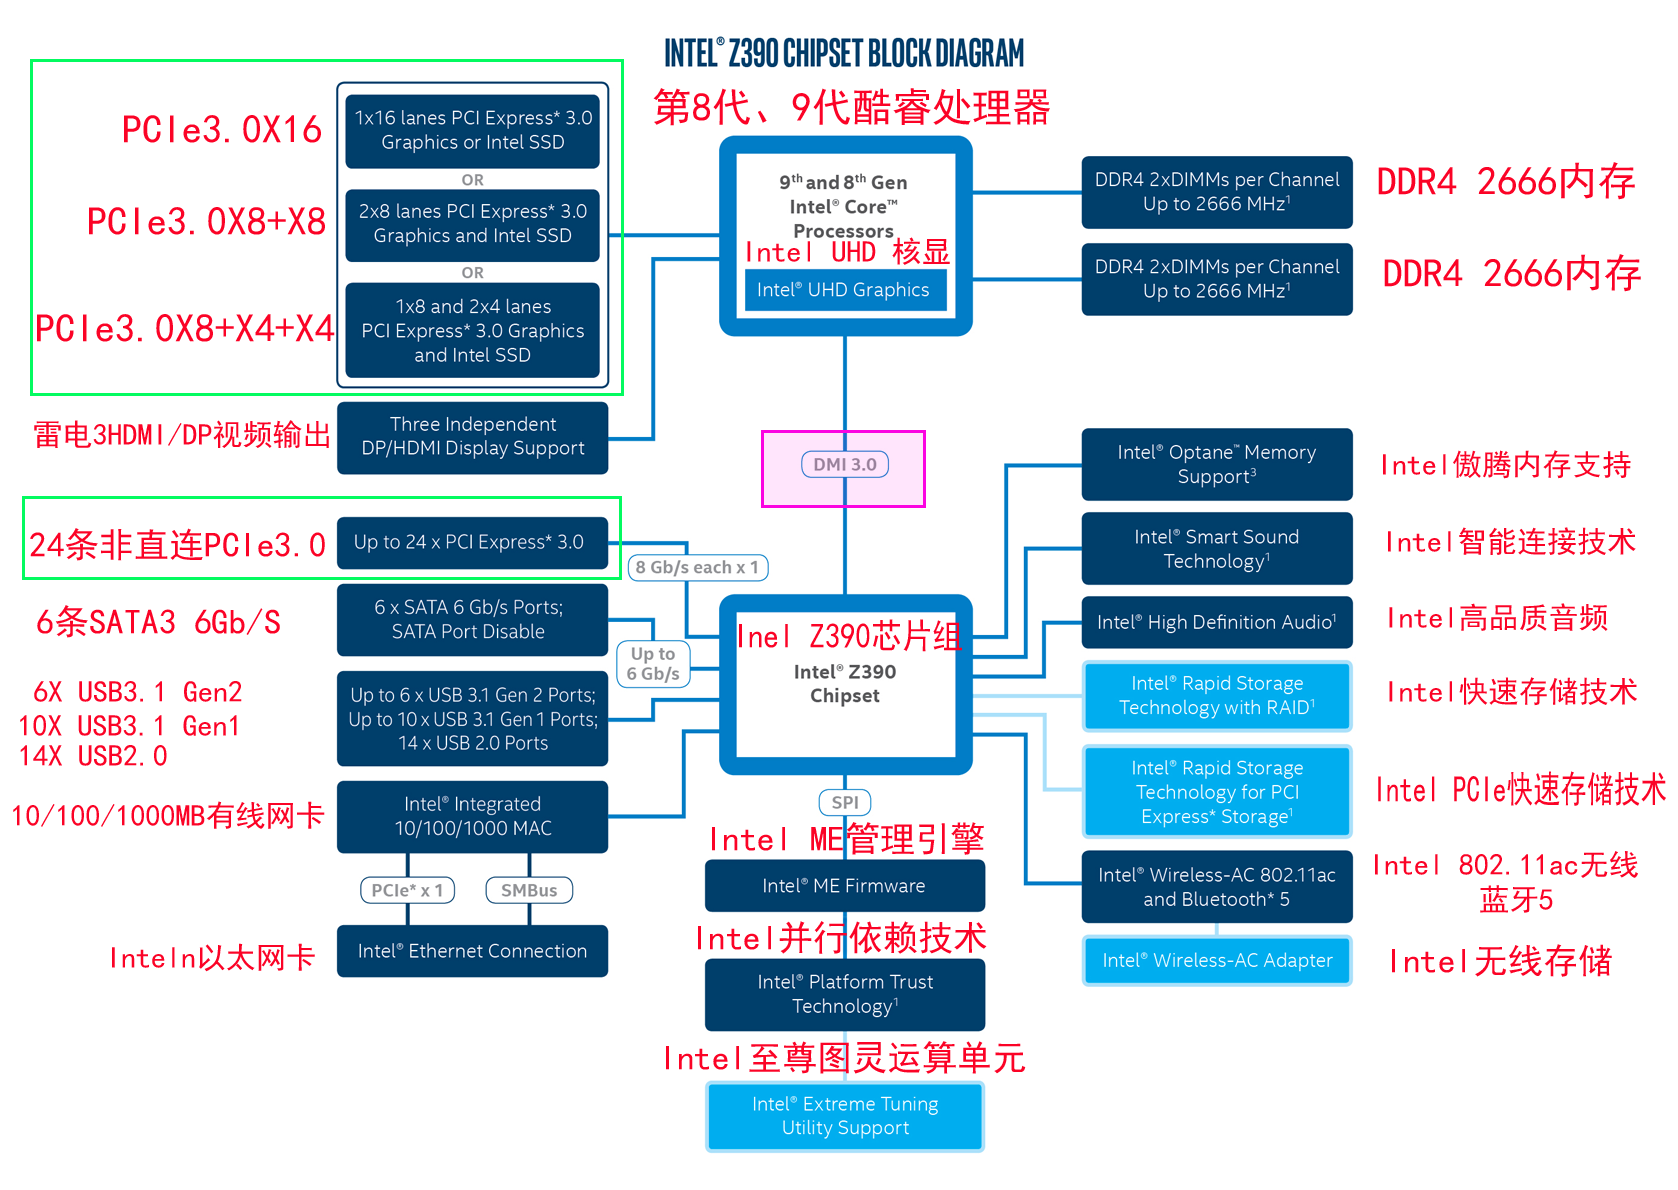 INTEL® Z390 CHIPSET BLOCK DIAGRAM
第8代、9代酷睿处理器
PCIe3.0X16
1x16 lanes PCI Express* 3.0
Graphics or Intel SSD
OR
PCIe3.0X8+X8
2x8 lanes PCI Express* 3.0
Graphics and Intel SSD
OR
PCIe3.0X8+X4+X4
1x8 and 2x4 lanes
PCI Express* 3.0 Graphics
and Intel SSD
9th and 8th Gen
Intel® Core™
Processors
Intel UHD 核显
Intel® UHD Graphics
DDR4 2xDIMMs per Channel
Up to 2666 MHz1
DDR4 2666内存
DDR4 2xDIMMs per Channel
Up to 2666 MHz1
DDR4 2666内存
雷电3HDMI/DP视频输出
Three Independent
DP/HDMI Display Support
DMI 3.0
24条非直连PCIe3.0
Up to 24 x PCI Express* 3.0
8 Gb/s each x 1
6条SATA3 6Gb/S
6 x SATA 6 Gb/s Ports;
SATA Port Disable
Up to
6 Gb/s
6X USB3.1 Gen2
10X USB3.1 Gen1
14X USB2.0
Up to 6 x USB 3.1 Gen 2 Ports;
Up to 10 x USB 3.1 Gen 1 Ports;
14 x USB 2.0 Ports
10/100/1000MB有线网卡
Intel® Integrated
10/100/1000 MAC
PCIe* x 1
SMBus
Inteln以太网卡
Intel® Ethernet Connection
Inel Z390芯片组
Intel® Z390
Chipset
SPI
Intel ME管理引擎
Intel® ME Firmware
Intel并行依赖技术
Intel® Platform Trust
Technology1
Intel至尊图灵运算单元
Intel® Extreme Tuning
Utility Support
Intel® Optane™ Memory
Support3
Intel傲腾内存支持
Intel® Smart Sound
Technology1
Intel智能连接技术
Intel® High Definition Audio1
Intel高品质音频
Intel® Rapid Storage
Technology with RAID1
Intel快速存储技术
Intel® Rapid Storage
Technology for PCI
Express* Storage1
Intel PCIe快速存储技术
Intel® Wireless-AC 802.11ac
and Bluetooth* 5
Intel 802.11ac无线
蓝牙5
Intel® Wireless-AC Adapter
Intel无线存储